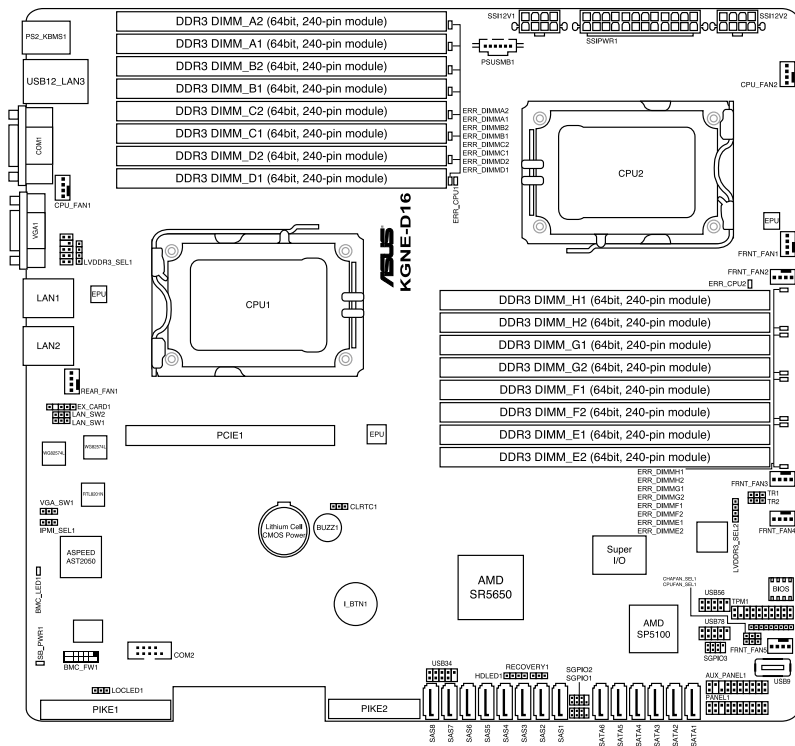 PS2_KBMS1
USB12_LAN3
COM1
CPU_FAN1
VGA1
LVDDR3_SEL1
LAN1
EPU
LAN2
REAR_FAN1
EX_CARD1
LAN_SW2
LAN_SW1
WG82574L
WG82574L
RTL8201N
VGA_SW1
IPMI_SEL1
ASPEED
AST2050
BMC_LED1
SB_PWR1
BMC_FW1
COM2
LOCLED1
PIKE1
DDR3 DIMM_A2 (64bit, 240-pin module)
DDR3 DIMM_A1 (64bit, 240-pin module)
DDR3 DIMM_B2 (64bit, 240-pin module)
DDR3 DIMM_B1 (64bit, 240-pin module)
DDR3 DIMM_C2 (64bit, 240-pin module)
DDR3 DIMM_C1 (64bit, 240-pin module)
DDR3 DIMM_D2 (64bit, 240-pin module)
DDR3 DIMM_D1 (64bit, 240-pin module)
ERR_DIMMA2
ERR_DIMMA1
ERR_DIMMB2
ERR_DIMMB1
ERR_DIMMC2
ERR_DIMMC1
ERR_DIMMD2
ERR_DIMMD1
ERR_CPU1
SSI12V1
SSIPWR1
SSI12V2
PSUSMB1
CPU_FAN2
CPU2
EPU
FRNT_FAN1
FRNT_FAN2
ERR_CPU2
ASUS
KGNE-D16
CPU1
DDR3 DIMM_H1 (64bit, 240-pin module)
DDR3 DIMM_H2 (64bit, 240-pin module)
DDR3 DIMM_G1 (64bit, 240-pin module)
DDR3 DIMM_G2 (64bit, 240-pin module)
DDR3 DIMM_F1 (64bit, 240-pin module)
DDR3 DIMM_F2 (64bit, 240-pin module)
DDR3 DIMM_E1 (64bit, 240-pin module)
DDR3 DIMM_E2 (64bit, 240-pin module)
PCIE1
EPU
ERR_DIMMH1
ERR_DIMMH2
ERR_DIMMG1
ERR_DIMMG2
ERR_DIMMF1
ERR_DIMMF2
ERR_DIMME1
ERR_DIMME2
FRNT_FAN3
TR1
TR2
FRNT_FAN4
LVDDR3_SEL2
CLRTC1
Lithium Cell
CMOS Power
BUZZ1
Super
I/O
AMD
SR5650
I_BTN1
CHAFAN_SEL1
CPUFAN_SEL1
BIOS
USB56
TPM1
AMD
SP5100
USB78
SGPIO3
FRNT_FAN5
USB9
USB34
HDLED1
RECOVERY1
SGPIO2
SGPIO1
AUX_PANEL1
PANEL1
PIKE2
SAS8
SAS7
SAS6
SAS5
SAS4
SAS3
SAS2
SAS1
SATA6
SATA5
SATA4
SATA3
SATA2
SATA1